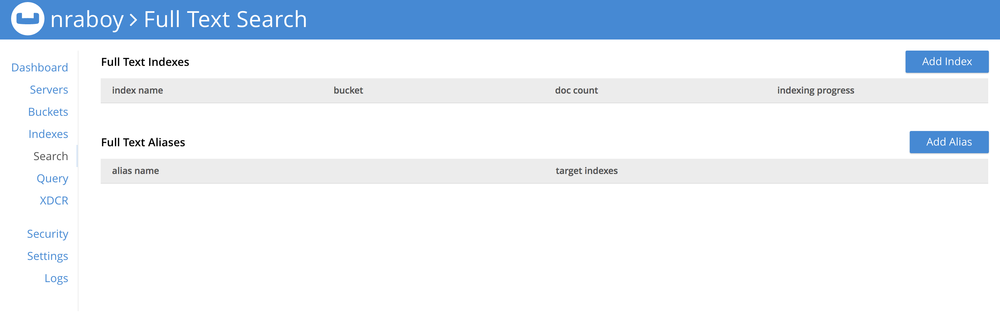 nraboy > Full Text Search
Dashboard
Servers
Buckets
Indexes
Search
Query
XDCR
Security
Settings
Logs
Full Text Indexes
Add Index
index name bucket doc count indexing progress
Full Text Aliases
Add Alias
alias name target indexes